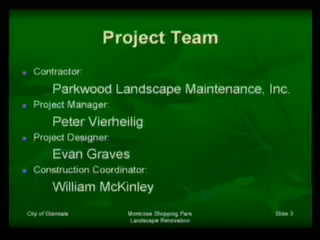 Project Team
Contractor:
Parkwood Landscape Maintenance, Inc.
Project Manager:
Peter Vierheilig
Project Designer:
Evan Graves
Construction Coordinator:
William McKinley
City of Glendale
Montrose Shopping Park
Landscape Renovation
Slide 3